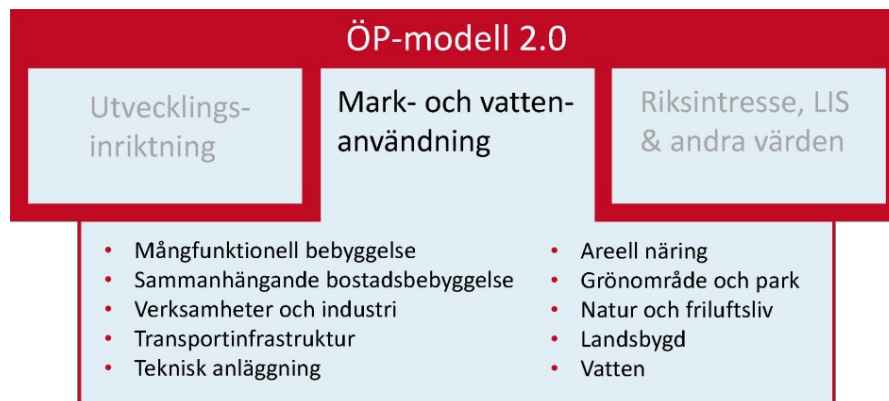 ÖP-modell 2.0
Utvecklings-
inriktning
Mark- och vatten-
användning
Riksintresse, LIS
& andra värden
• Mångfunktionell bebyggelse
• Sammanhängande bostadsbebyggelse
• Verksamheter och industri
• Transportinfrastruktur
• Teknisk anläggning
• Areell näring
• Grönområde och park
• Natur och friluftsliv
• Landsbygd
• Vatten